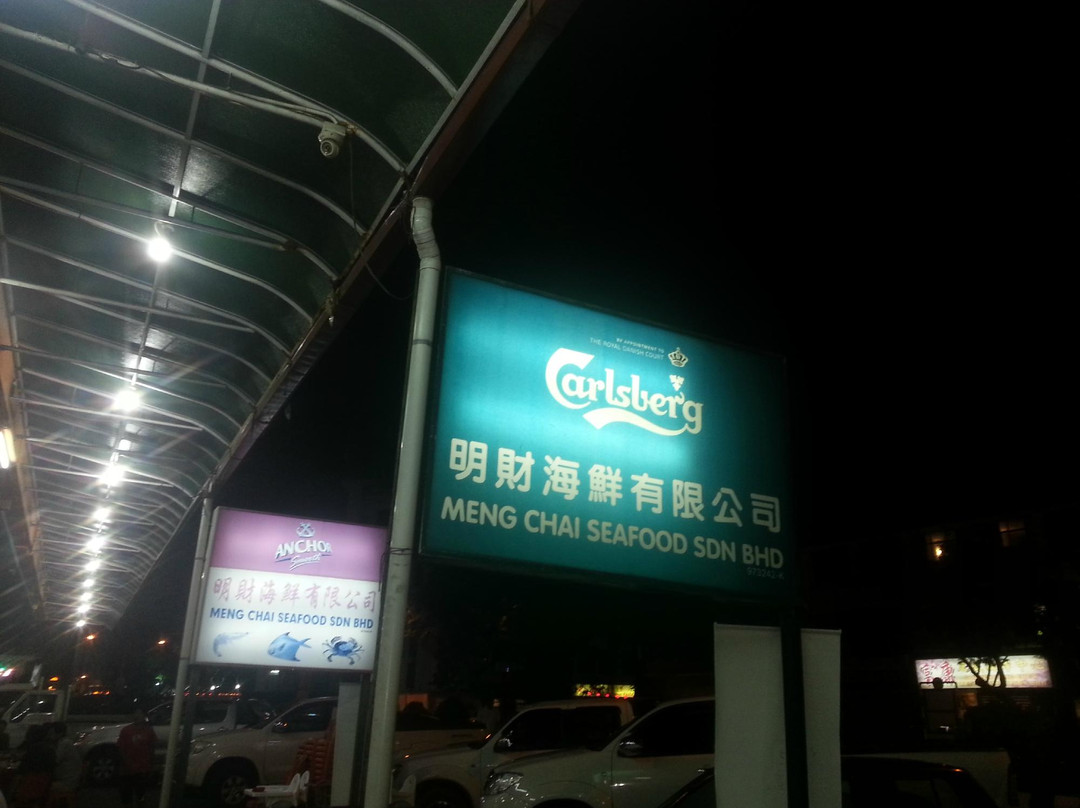 BY APPOINTMENT TO
THE ROYAL DANISH COURT
Carlsberg
明財海鮮有限公司
MENG CHAI SEAFOOD SDN BHD
ANCHOR
Smooth
明財海鮮有限公司
MENG CHAI SEAFOOD SDN BHD